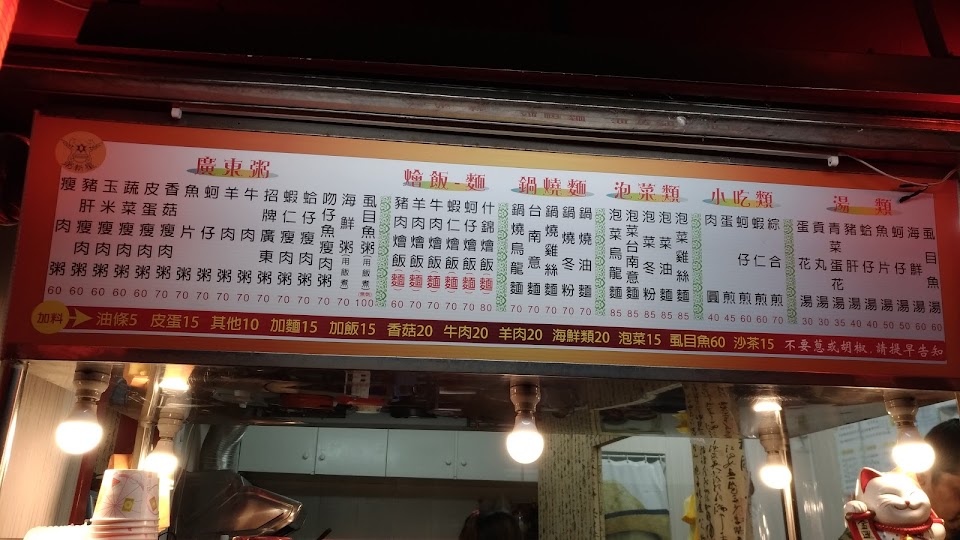 廣東粥
瘦肉粥 60
豬肝瘦肉粥 60
玉米瘦肉粥 60
蔬菜瘦肉粥 60
皮蛋瘦肉粥 60
香菇瘦肉粥 70
魚片粥 70
蚵仔粥 70
羊肉粥 70
牛肉粥 70
招牌廣東粥 70
蝦仁瘦肉粥 70
蛤仔瘦肉粥 70
吻仔魚瘦肉粥 70
海鮮粥(用飯煮) 70
虱目魚粥(用飯煮) 100
燴飯-麵
豬肉燴飯(麵) 60
羊肉燴飯(麵) 70
牛肉燴飯(麵) 70
蝦仁燴飯(麵) 70
蚵仔燴飯(麵) 70
什錦燴飯(麵) 80
鍋燒麵
鍋燒烏龍麵 70
台南意麵 70
鍋燒雞絲麵 70
鍋燒冬粉 70
鍋燒油麵 70
泡菜類
泡菜烏龍麵 85
泡菜台南意麵 85
泡菜冬粉 85
泡菜油麵 85
泡菜雞絲麵 85
小吃類
肉圓 40
蛋煎 45
蚵仔煎 60
蝦仁煎 60
綜合煎 70
湯 類
蛋花湯 30
貢丸湯 30
青菜蛋花湯 30
豬肝湯 50
蛤仔湯 50
魚片湯 50
蚵仔湯 50
海鮮湯 60
虱目魚湯 60
加料 油條5 皮蛋15 其他10 加麵15 加飯15 香菇20 牛肉20 羊肉20 海鮮類20 泡菜15 虱目魚60 沙茶15 不要蔥或胡椒,請提早告知